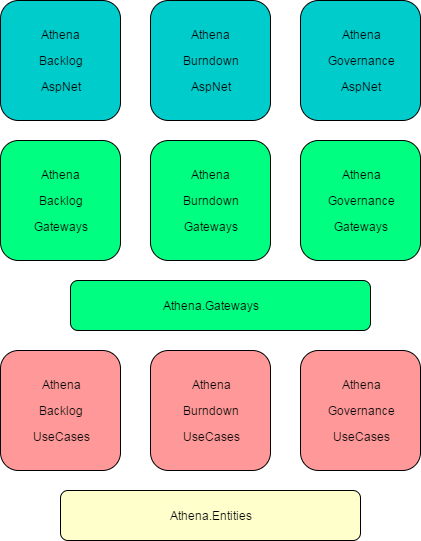 Athena
Backlog
AspNet
Athena
Burndown
AspNet
Athena
Governance
AspNet
Athena
Backlog
Gateways
Athena
Burndown
Gateways
Athena
Governance
Gateways
Athena.Gateways
Athena
Backlog
UseCases
Athena
Burndown
UseCases
Athena
Governance
UseCases
Athena.Entities